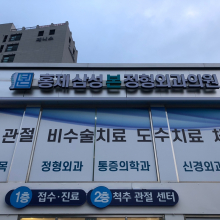 홍제삼성본정형외과의원
관절 비수술치료 도수치료 체
목 정형외과 통증의학과 신경외과
1층 접수·진료 2층 척추 관절 센터